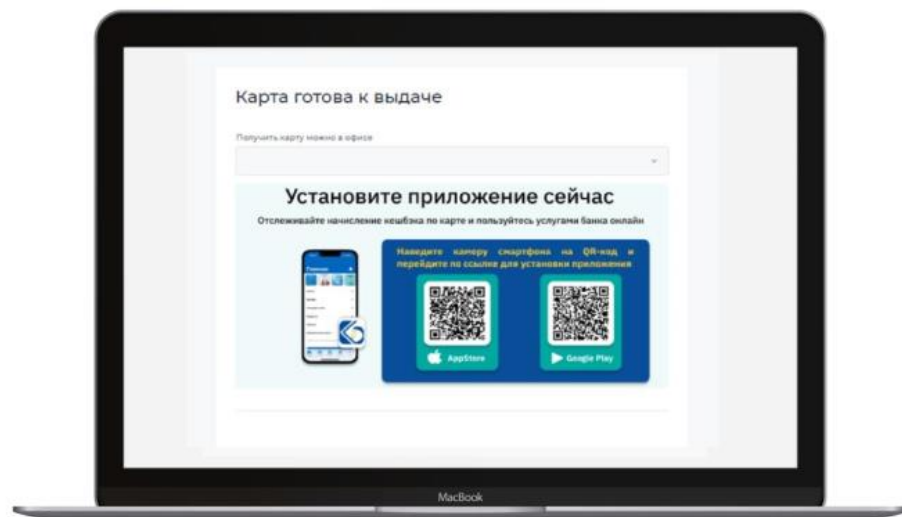 Карта готова к выдаче
Получить карту можно в офисе
Установите приложение сейчас
Отслеживайте начисление кешбэка по карте и пользуйтесь услугами банка онлайн
Наведите камеру смартфона на QR-код и
перейдите по ссылке для установки приложения
AppStore
Google Play
MacBook